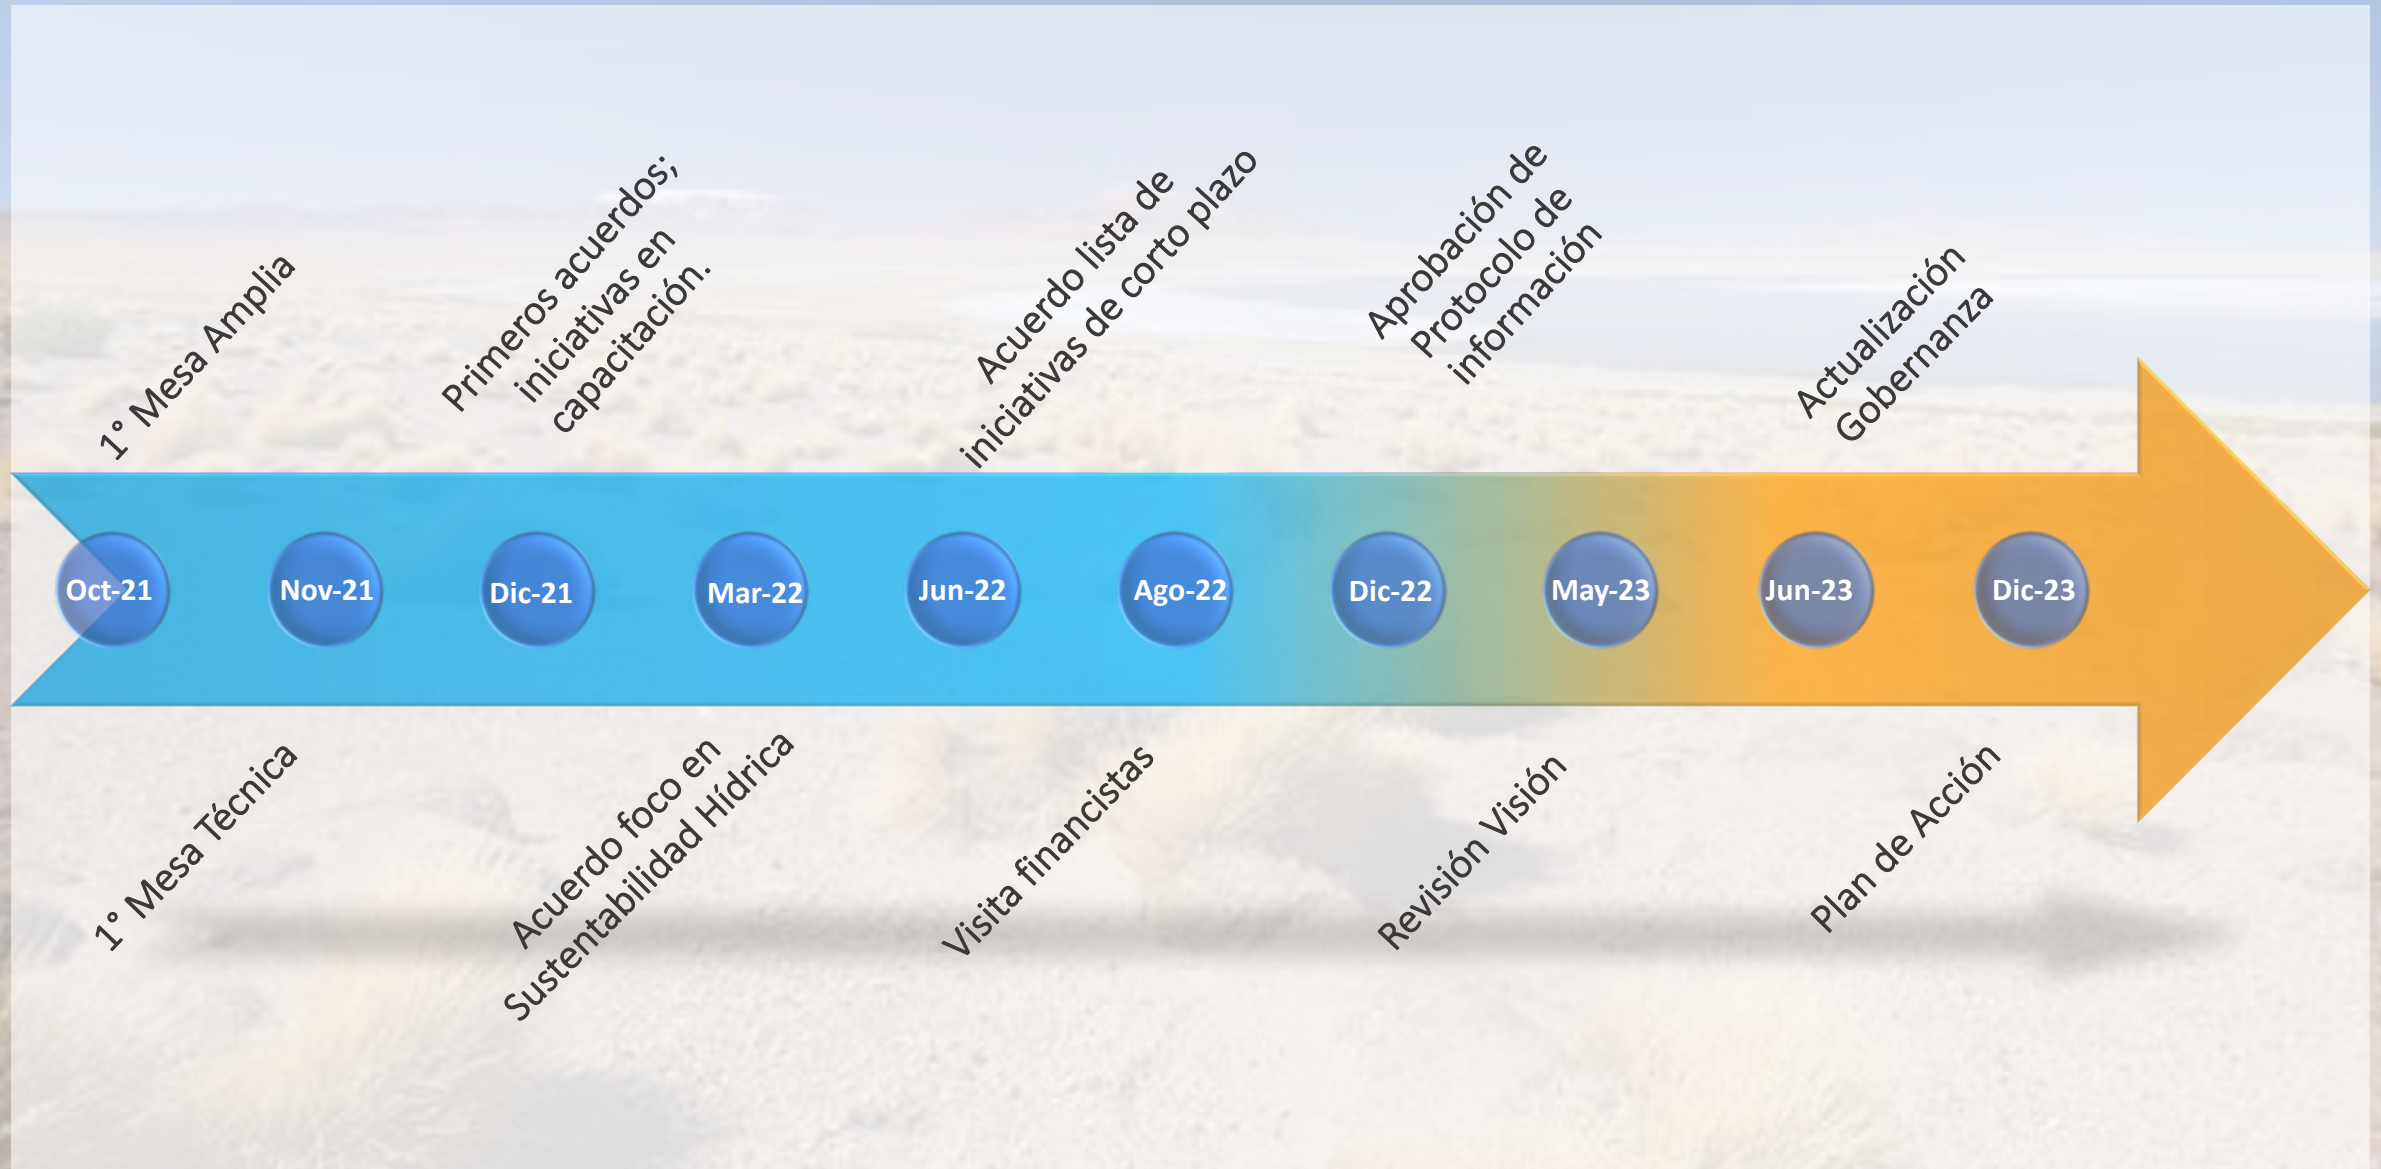 1° Mesa Amplia
Primeros acuerdos;
iniciativas en
capacitación.
Acuerdo lista de
iniciativas de corto plazo
Aprobación de
Protocolo de
información
Actualización
Gobernanza
Oct-21
Nov-21
Dic-21
Mar-22
Jun-22
Ago-22
Dic-22
May-23
Jun-23
Dic-23
1° Mesa Técnica
Acuerdo foco en
Sustentabilidad Hídrica
Visita financistas
Revisión Visión
Plan de Acción